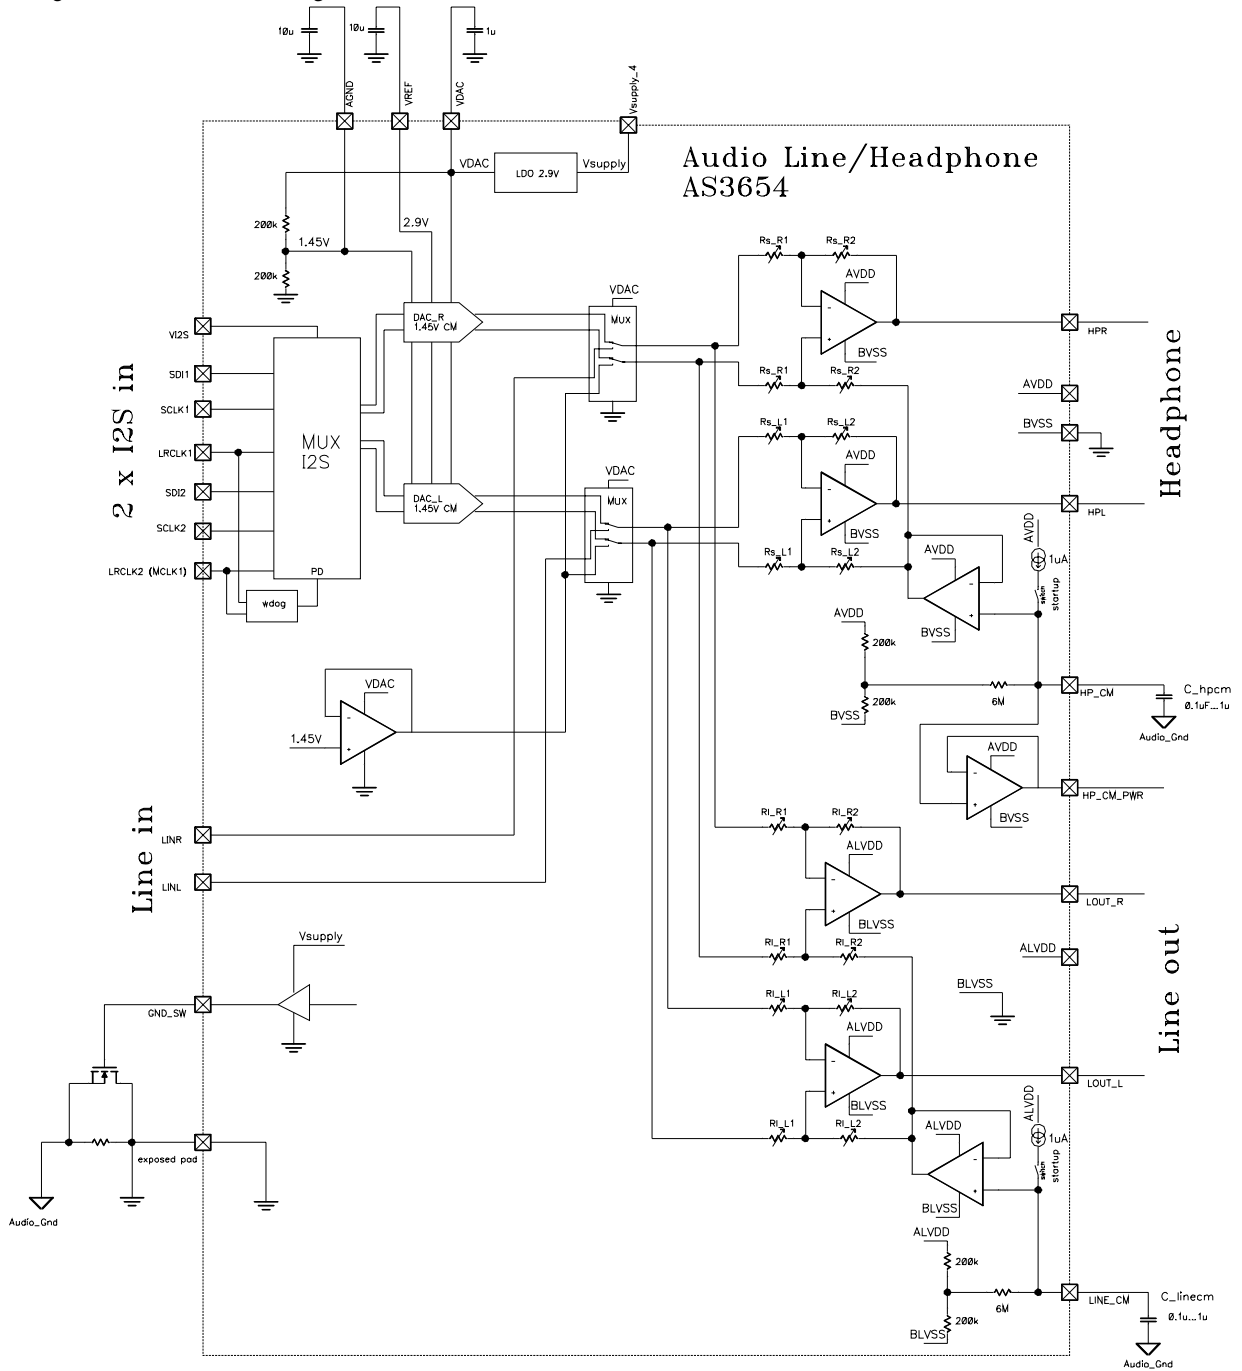 10u
10u
1u
AGND
VREF
VDAC
Vsupply_4
Audio Line/Headphone
AS3654
VDAC
LDO 2.9V
Vsupply
200k
2.9V
1.45V
200k
Rs_R1
Rs_R2
AVDD
VDAC
MUX
DAC_R
1.45V CM
VI2S
HPR
BVSS
SDI1
Rs_R1
Rs_R2
AVDD
SCLK1
Rs_L1
Rs_L2
BVSS
2 x I2S in
MUX
I2S
LRCLK1
AVDD
VDAC
Headphone
SDI2
DAC_L
1.45V CM
MUX
HPL
SCLK2
BVSS
AVDD
Rs_L1
Rs_L2
AVDD
1uA
LRCLK2 (MCLK1)
PD
wdog
startup
AVDD
BVSS
200k
VDAC
6M
HP_CM
C_hpcm
200k
0.1uF...1u
BVSS
1.45V
Audio_Gnd
AVDD
HP_CM_PWR
Line in
Rl_R1
Rl_R2
BVSS
LINR
ALVDD
LINL
LOUT_R
BLVSS
Vsupply
Rl_R1
Rl_R2
ALVDD
Line out
Rl_L1
Rl_L2
BLVSS
GND_SW
ALVDD
LOUT_L
BLVSS
ALVDD
Rl_L1
Rl_L2
ALVDD
1uA
exposed pad
startup
Audio_Gnd
BLVSS
ALVDD
200k
6M
LINE_CM
C_linecm
200k
0.1u...1u
BLVSS
Audio_Gnd